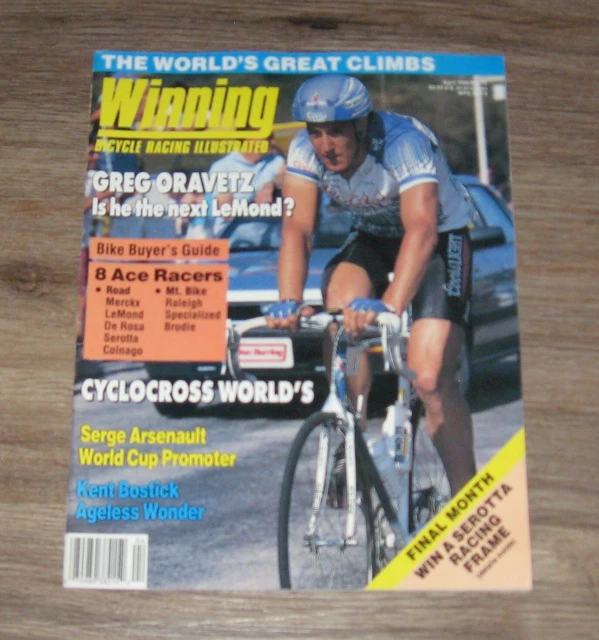 THE WORLD'S GREAT CLIMBS
Winning
BICYCLE RACING ILLUSTRATED
GREG ORAVETZ
Is he the next LeMond?
Bike Buyer's Guide
8 Ace Racers
• Road • Mt. Bike
Merckx Raleigh
LeMond Specialized
De Rosa Brodie
Serotta
Colnago
CYCLOCROSS WORLD'S
Serge Arsenault
World Cup Promoter
Kent Bostick
Ageless Wonder
FINAL MONTH
WIN A SEROTTA
RACING
FRAME